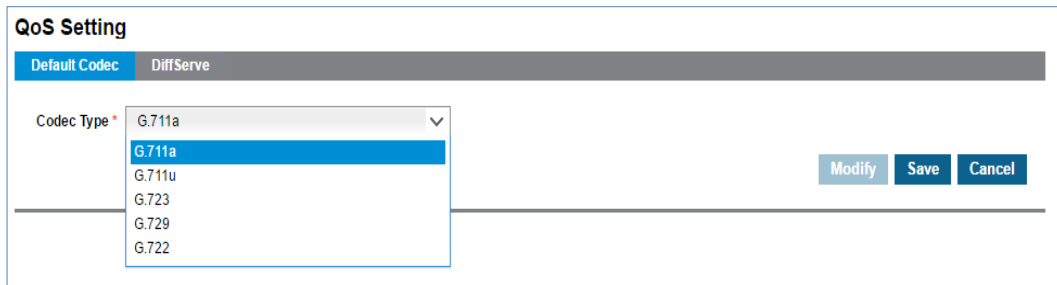 QoS Setting
Default Codec DiffServe
Codec Type * G.711a
G.711a
G.711u
G.723
G.729
G.722
Modify Save Cancel